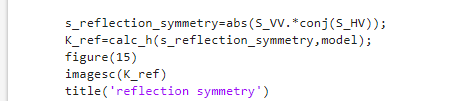 s_reflection_symmetry=abs(S_VV.*conj(S_HV));
K_ref=calc_h(s_reflection_symmetry,model);
figure(15)
imagesc(K_ref)
title('reflection symmetry')